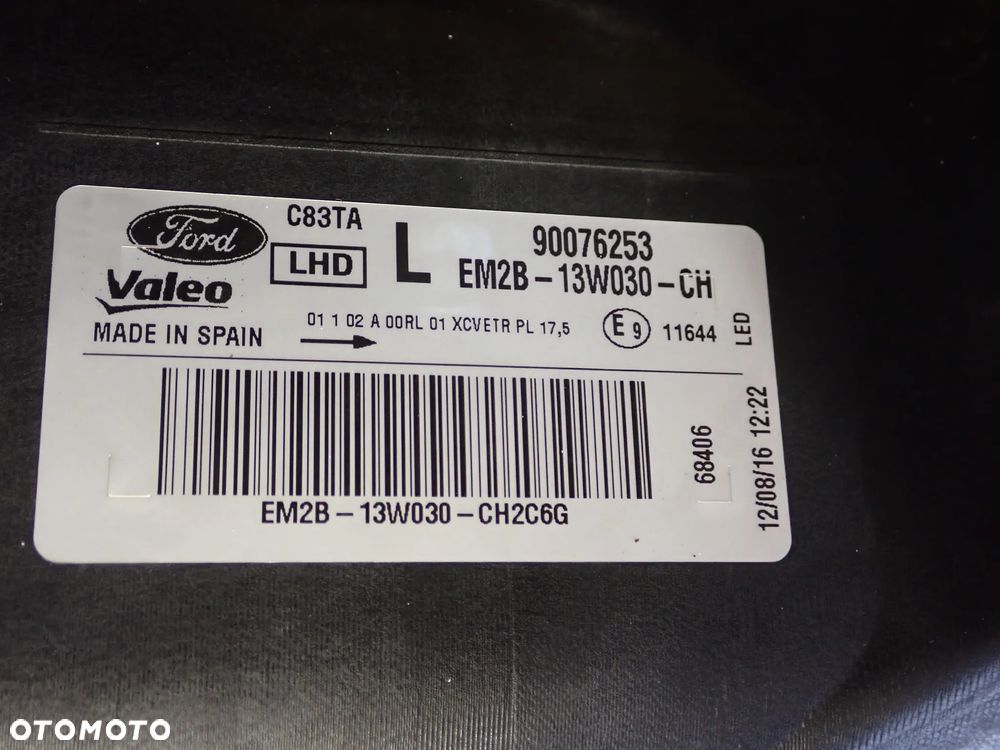 Ford
C83TA
LHD
L
90076253
EM2B-13W030-CH
Valeo
MADE IN SPAIN
01 1 02 A 00RL 01 XCVETR PL 17,5
E9
11644
LED
68406
12/08/16 12:22
EM2B-13W030-CH2C6G
OTOMOTO